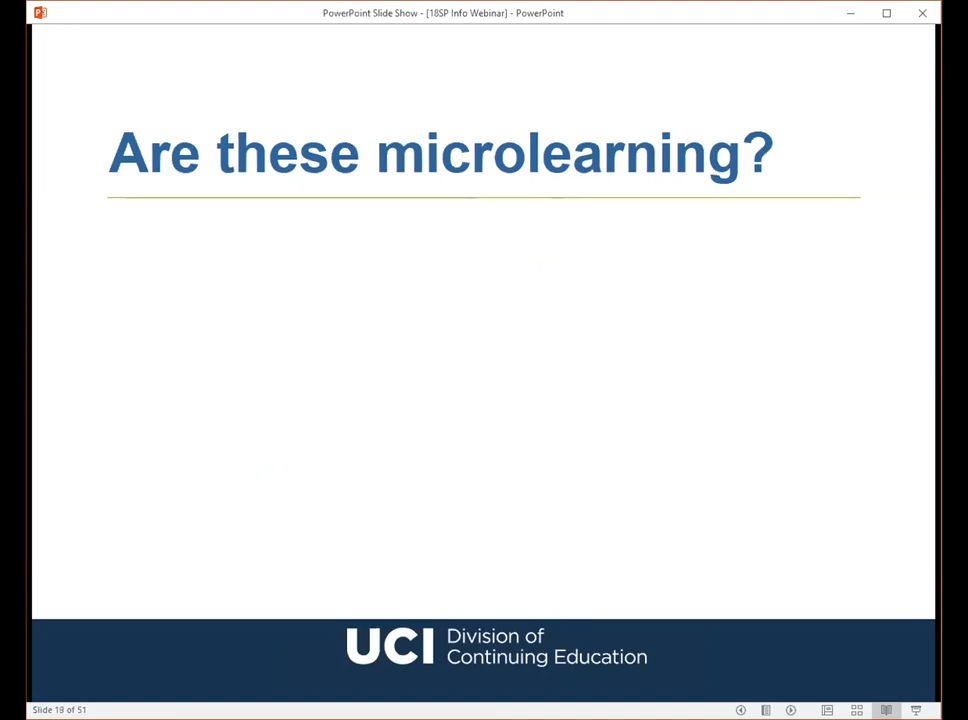 PowerPoint Slide Show - [18SP Info Webinar] - PowerPoint
Are these microlearning?
UCI Division of
Continuing Education
Slide 19 of 51